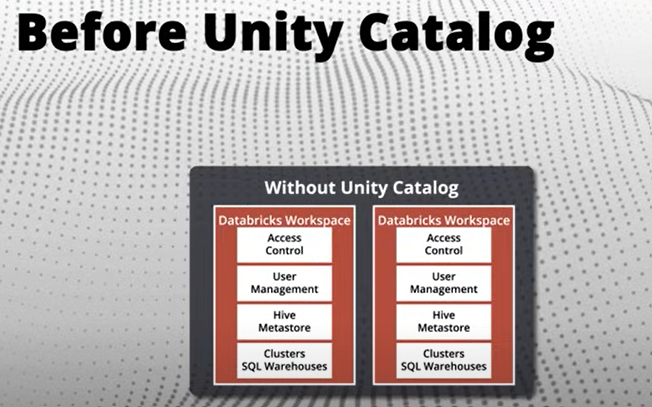 Before Unity Catalog
Without Unity Catalog
Databricks Workspace
Access
Control
User
Management
Hive
Metastore
Clusters
SQL Warehouses
Databricks Workspace
Access
Control
User
Management
Hive
Metastore
Clusters
SQL Warehouses